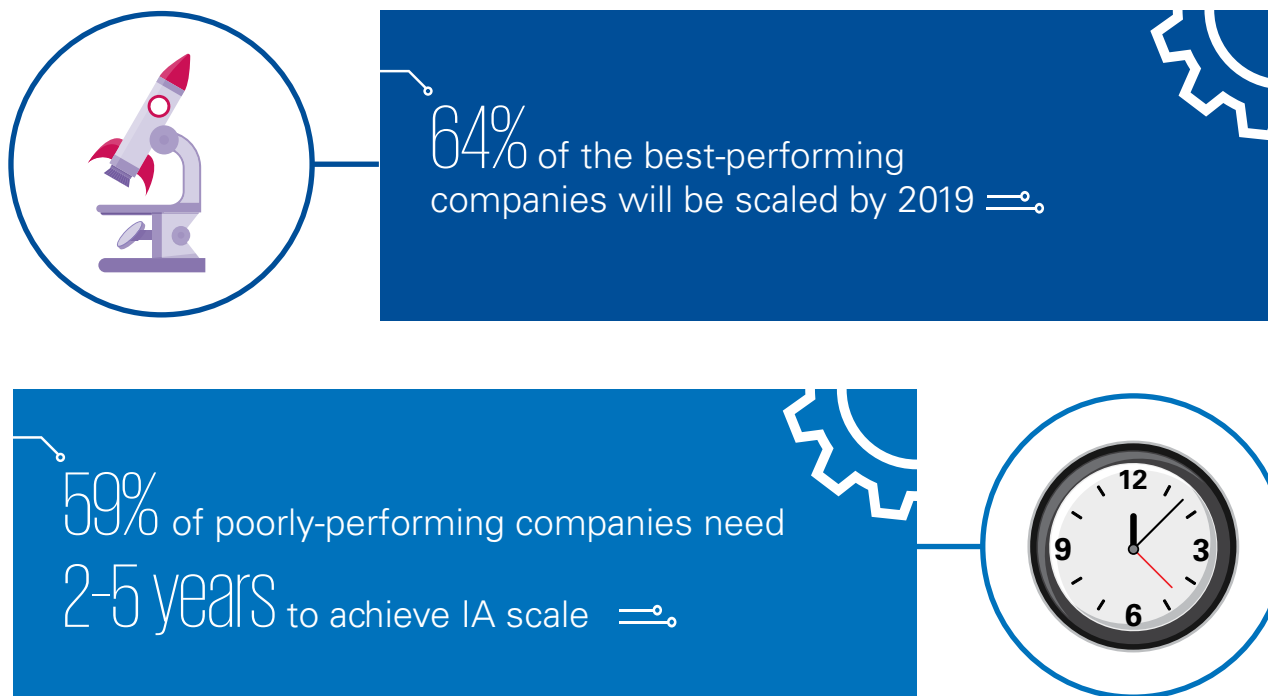 64% of the best-performing
companies will be scaled by 2019
59% of poorly-performing companies need
2-5 years to achieve IA scale
12
9
3
6